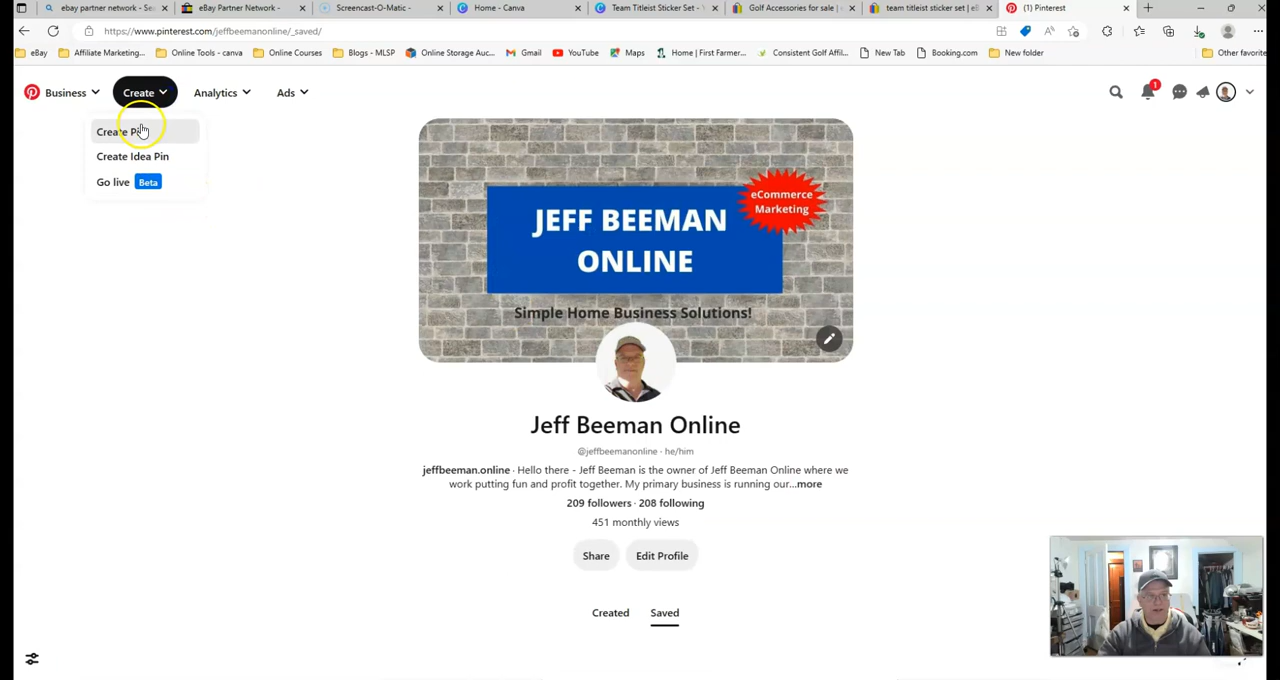 ebay partner network - Se
eBay Partner Network -
Screencast-O-Matic -
Home - Canva
Team Titleist Sticker Set -
Golf Accessories for sale
team titleist sticker set | e
(1) Pinterest
https://www.pinterest.com/jeffbeemanonline/_saved/
eBay
Affiliate Marketing...
Online Tools - canva
Online Courses
Blogs - MLSP
Online Storage Auc...
Gmail
YouTube
Maps
Home | First Farmer...
Consistent Golf Affil...
New Tab
Booking.com
New folder
Other favorite
Business
Create
Analytics
Ads
1
Create
Create Idea Pin
Go live Beta
eCommerce
Marketing
JEFF BEEMAN
ONLINE
Simple Home Business Solutions!
Jeff Beeman Online
@jeffbeemanonline · he/him
jeffbeeman.online · Hello there - Jeff Beeman is the owner of Jeff Beeman Online where we
work putting fun and profit together. My primary business is running our...more
209 followers · 208 following
451 monthly views
Share
Edit Profile
Created
Saved